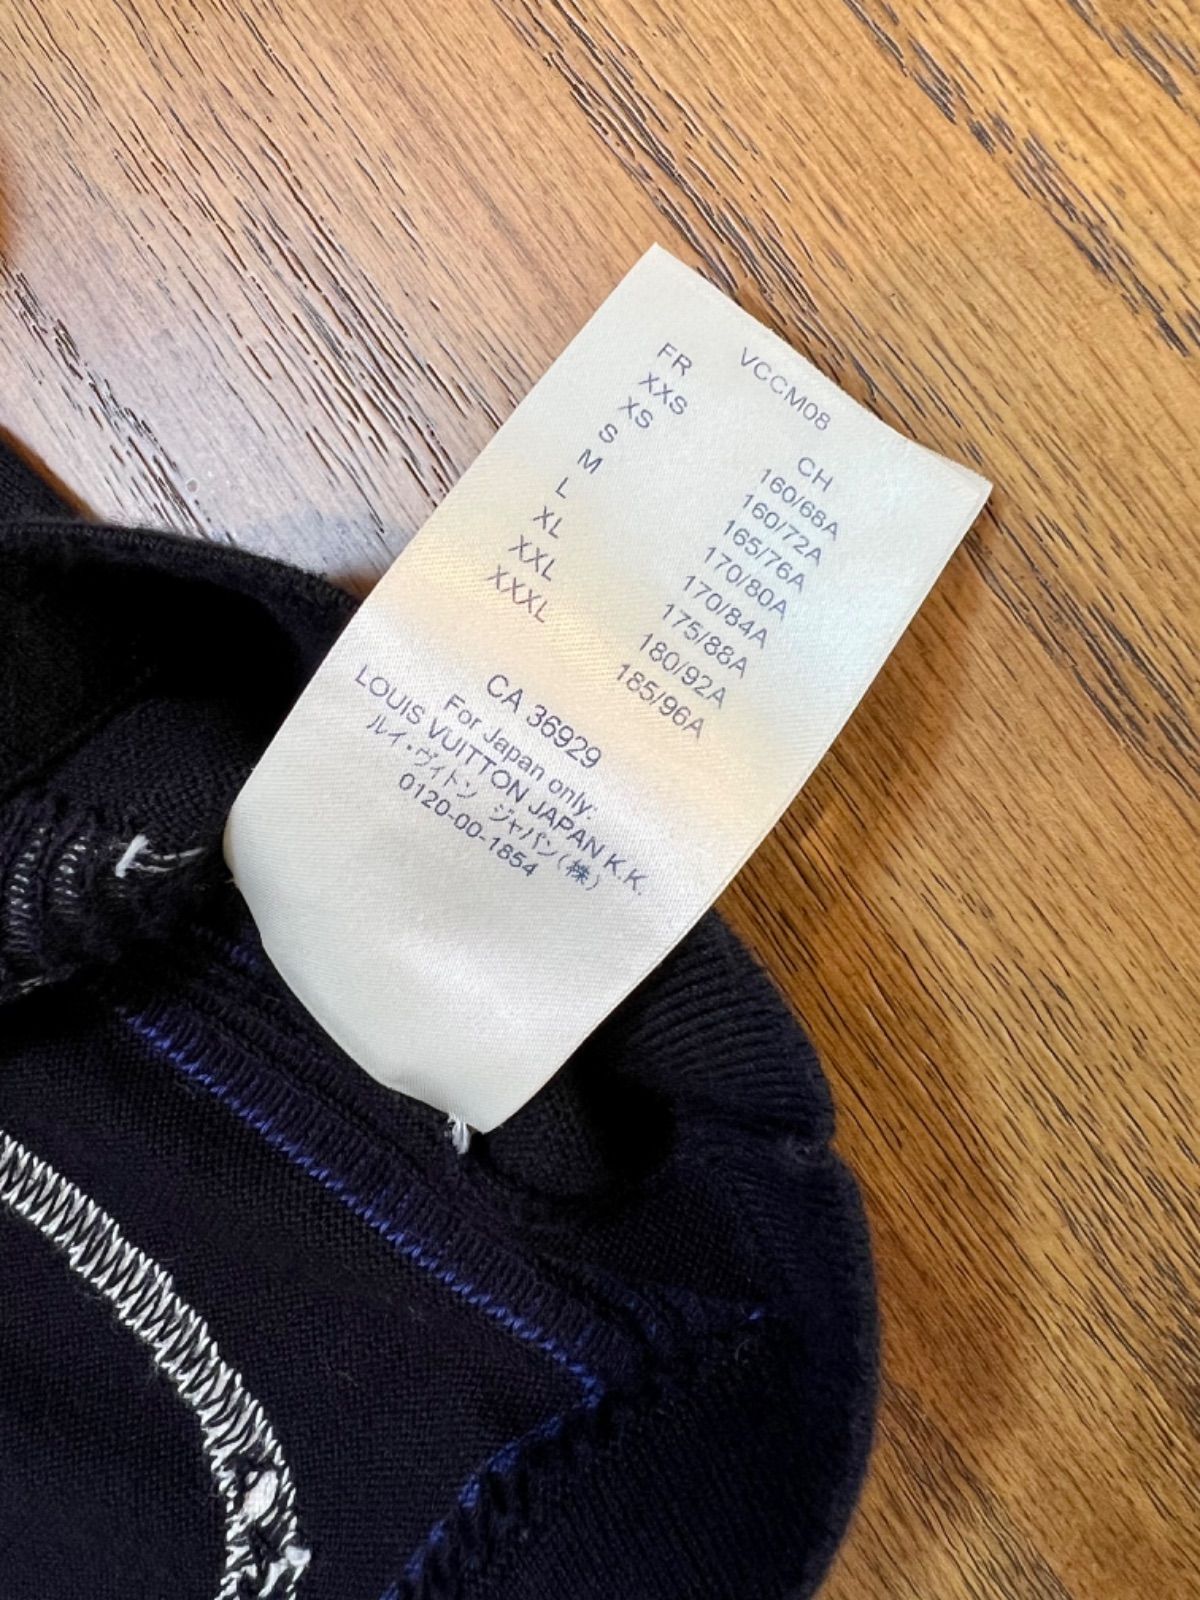 VCCM08
FR CH
XXS 160/68A
XS 160/72A
S 165/76A
M 170/80A
L 170/84A
XL 175/88A
XXL 180/92A
XXXL 185/96A
CA 36929
For Japan only:
LOUIS VUITTON JAPAN K.K.
ルイ・ヴィトン ジャパン(株)
0120-00-1854